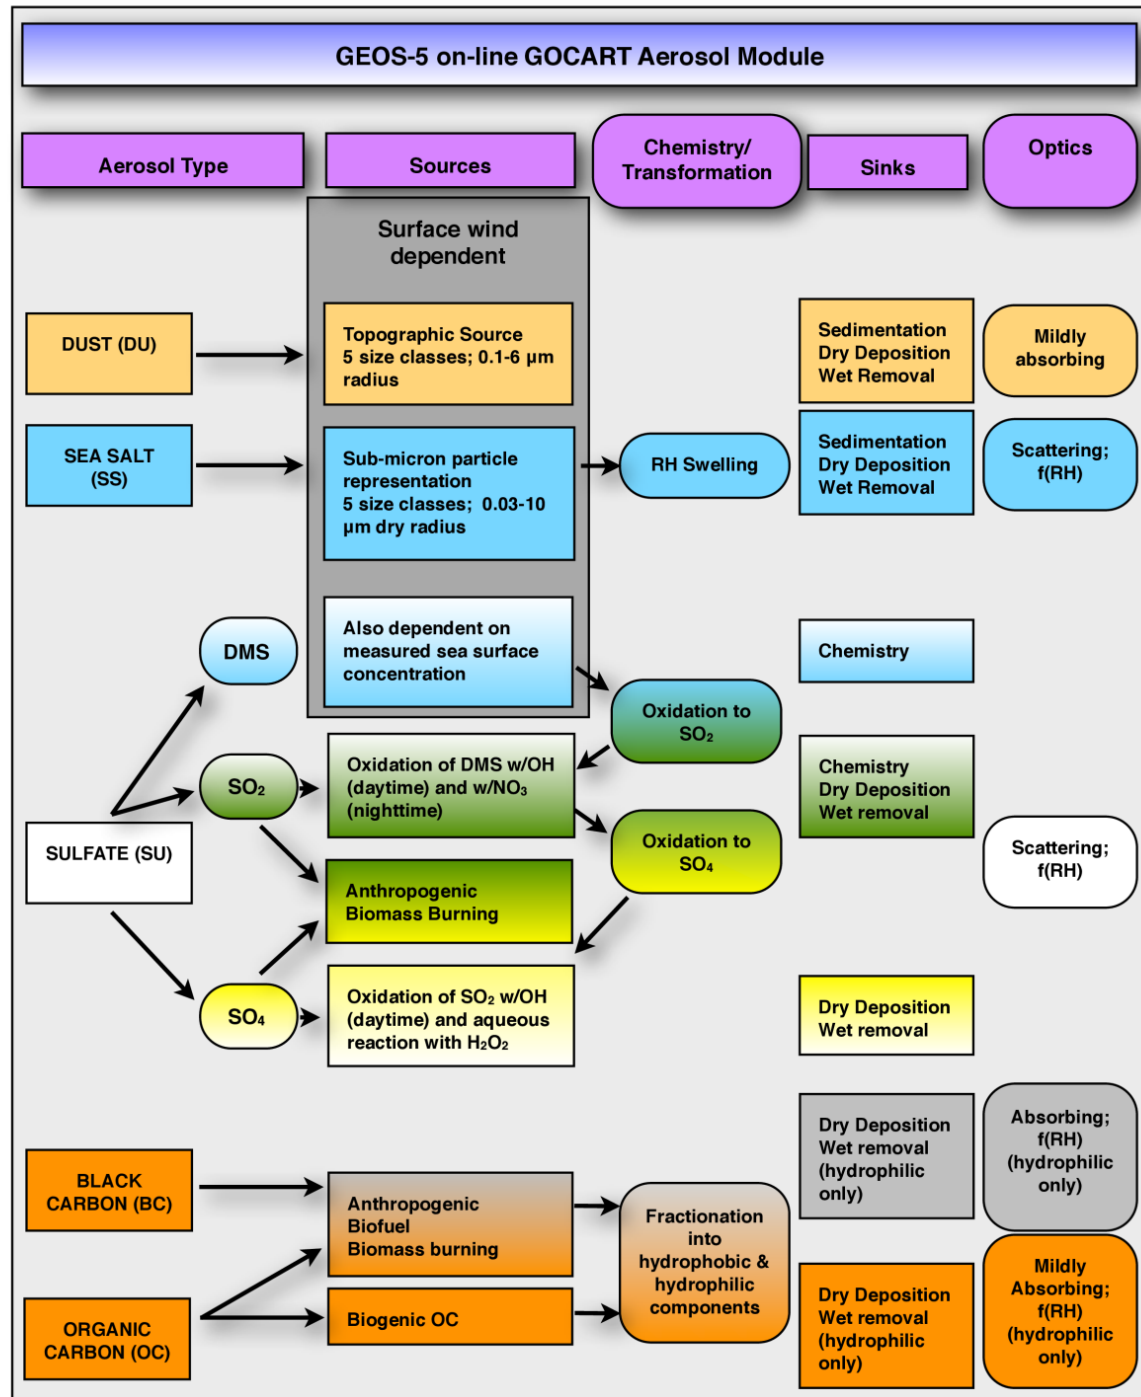 GEOS-5 on-line GOCART Aerosol Module
Aerosol Type
Sources
Chemistry/
Transformation
Sinks
Optics
Surface wind
dependent
DUST (DU)
Topographic Source
5 size classes; 0.1-6 µm
radius
Sedimentation
Dry Deposition
Wet Removal
Mildly
absorbing
SEA SALT
(SS)
Sub-micron particle
representation
5 size classes; 0.03-10
µm dry radius
RH Swelling
Sedimentation
Dry Deposition
Wet Removal
Scattering;
f(RH)
DMS
Also dependent on
measured sea surface
concentration
Chemistry
Oxidation to
SO₂
SO₂
Oxidation of DMS w/OH
(daytime) and w/NO₃
(nighttime)
Chemistry
Dry Deposition
Wet removal
SULFATE (SU)
Oxidation to
SO₄
Scattering;
f(RH)
Anthropogenic
Biomass Burning
SO₄
Oxidation of SO₂ w/OH
(daytime) and aqueous
reaction with H₂O₂
Dry Deposition
Wet removal
BLACK
CARBON (BC)
Anthropogenic
Biofuel
Biomass burning
Fractionation
into
hydrophobic &
hydrophilic
components
Dry Deposition
Wet removal
(hydrophilic
only)
Absorbing;
f(RH)
(hydrophilic
only)
ORGANIC
CARBON (OC)
Biogenic OC
Dry Deposition
Wet removal
(hydrophilic
only)
Mildly
Absorbing;
f(RH)
(hydrophilic
only)